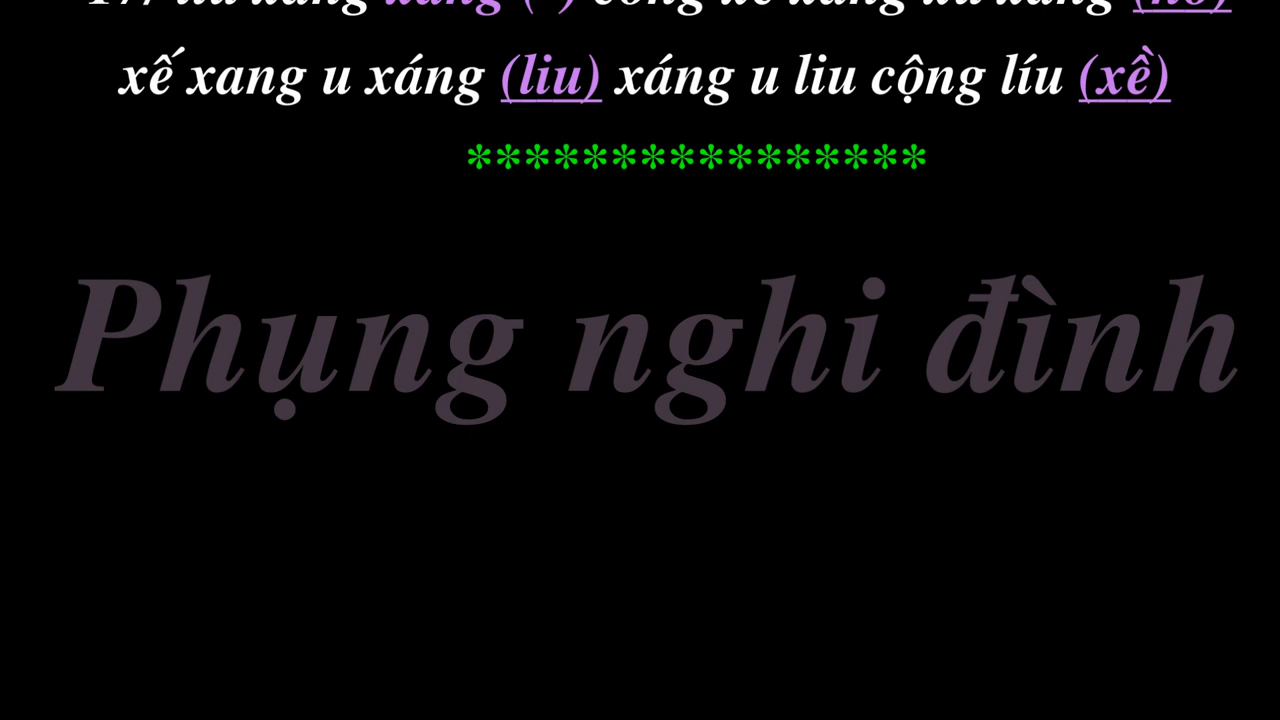 xế xang u xáng (liu) xáng u liu cộng líu (xề)
****************
Phụng nghi đình